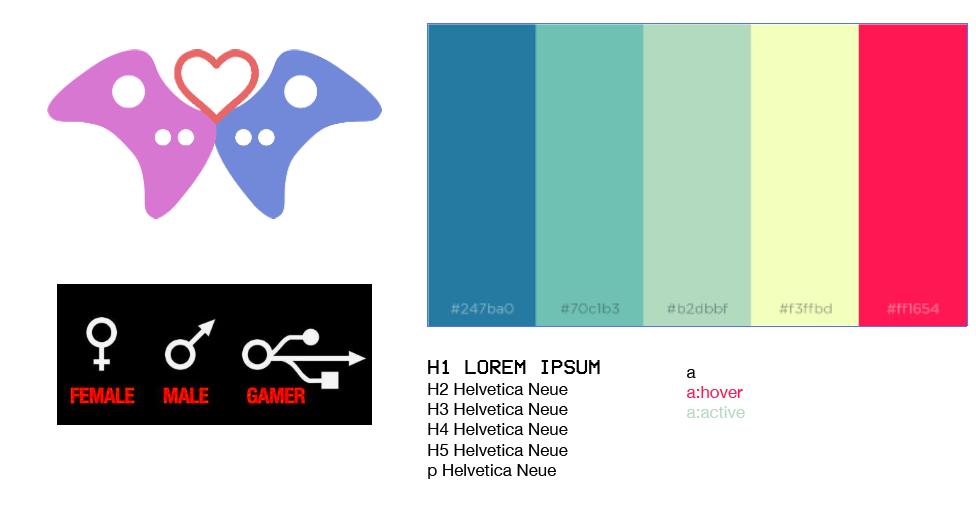 #247ba0 #70c1b3 #b2dbbf #f3ffbd #ff1654
FEMALE MALE GAMER
H1 LOREM IPSUM
H2 Helvetica Neue
H3 Helvetica Neue
H4 Helvetica Neue
H5 Helvetica Neue
p Helvetica Neue
a
a:hover
a:active